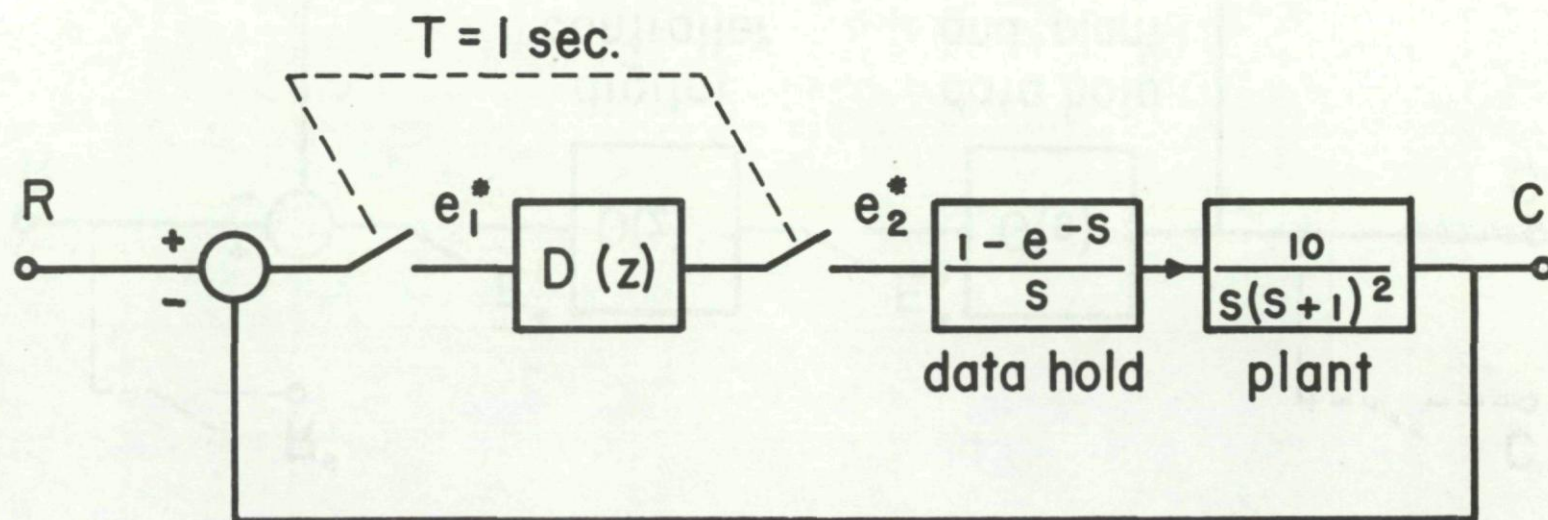 T = 1 sec.
R
+
-
e₁*
D (z)
e₂*
1 - e⁻ˢ
s
data hold
10
s(s + 1)²
plant
C